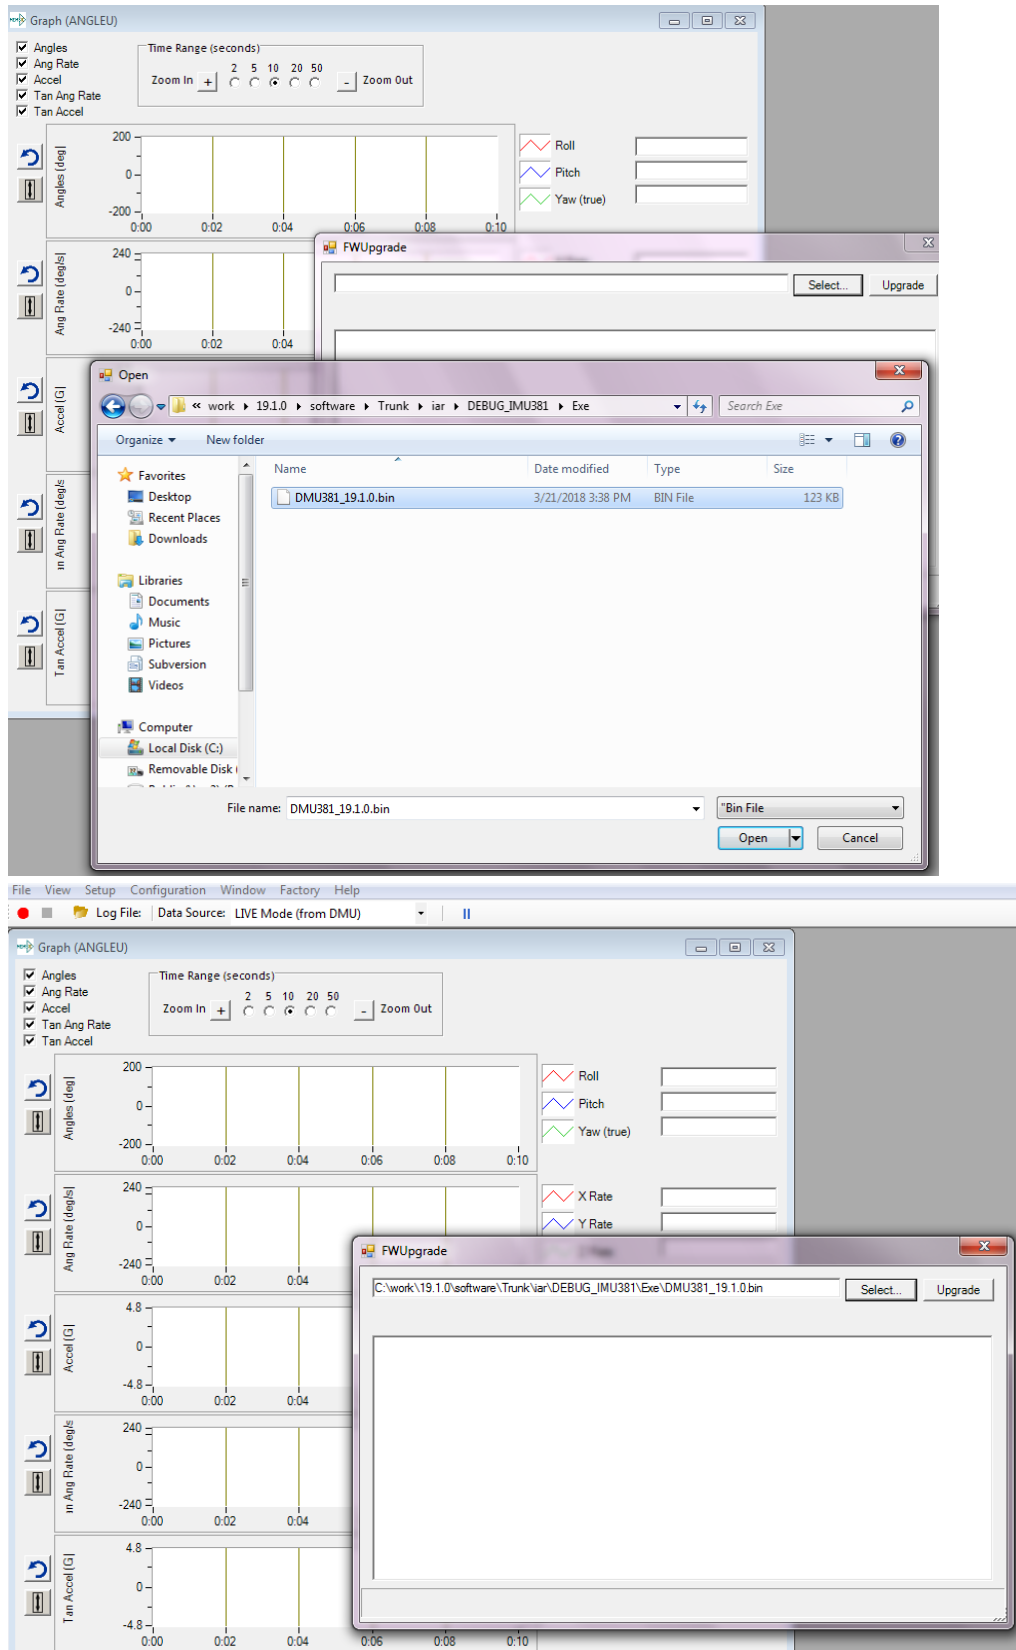 Graph (ANGLEU)
Angles
Ang Rate
Accel
Tan Ang Rate
Tan Accel
Time Range (seconds)
2 5 10 20 50
Zoom In + - Zoom Out
Angles [deg]
200
0
-200
0:00 0:02 0:04 0:06 0:08 0:10
Roll
Pitch
Yaw (true)
FWUpgrade
Select... Upgrade
Ang Rate [deg/s]
240
0
-240
0:00 0:02 0:04
Accel [G]
Open
« work 19.1.0 software Trunk iar DEBUG_IMU381 Exe
Search Exe
Organize New folder
Name Date modified Type Size
DMU381_19.1.0.bin 3/21/2018 3:38 PM BIN File 123 KB
Favorites
Desktop
Recent Places
Downloads
Libraries
Documents
Music
Pictures
Subversion
Videos
Computer
Local Disk (C:)
Removable Disk (
Ang Rate [deg/s
Tan Accel [G]
File name: DMU381_19.1.0.bin
"Bin File
Open Cancel
File View Setup Configuration Window Factory Help
Log File: Data Source: LIVE Mode (from DMU)
Graph (ANGLEU)
Angles
Ang Rate
Accel
Tan Ang Rate
Tan Accel
Time Range (seconds)
2 5 10 20 50
Zoom In + - Zoom Out
Angles [deg]
200
0
-200
0:00 0:02 0:04 0:06 0:08 0:10
Roll
Pitch
Yaw (true)
Ang Rate [deg/s]
240
0
-240
0:00 0:02 0:04
X Rate
Y Rate
FWUpgrade
C:\work\19.1.0\software\Trunk\iar\DEBUG_IMU381\Exe\DMU381_19.1.0.bin
Select... Upgrade
Accel [G]
4.8
0
-4.8
0:00 0:02 0:04
Ang Rate [deg/s
240
0
-240
0:00 0:02 0:04
Tan Accel [G]
4.8
0
-4.8
0:00 0:02 0:04 0:06 0:08 0:10